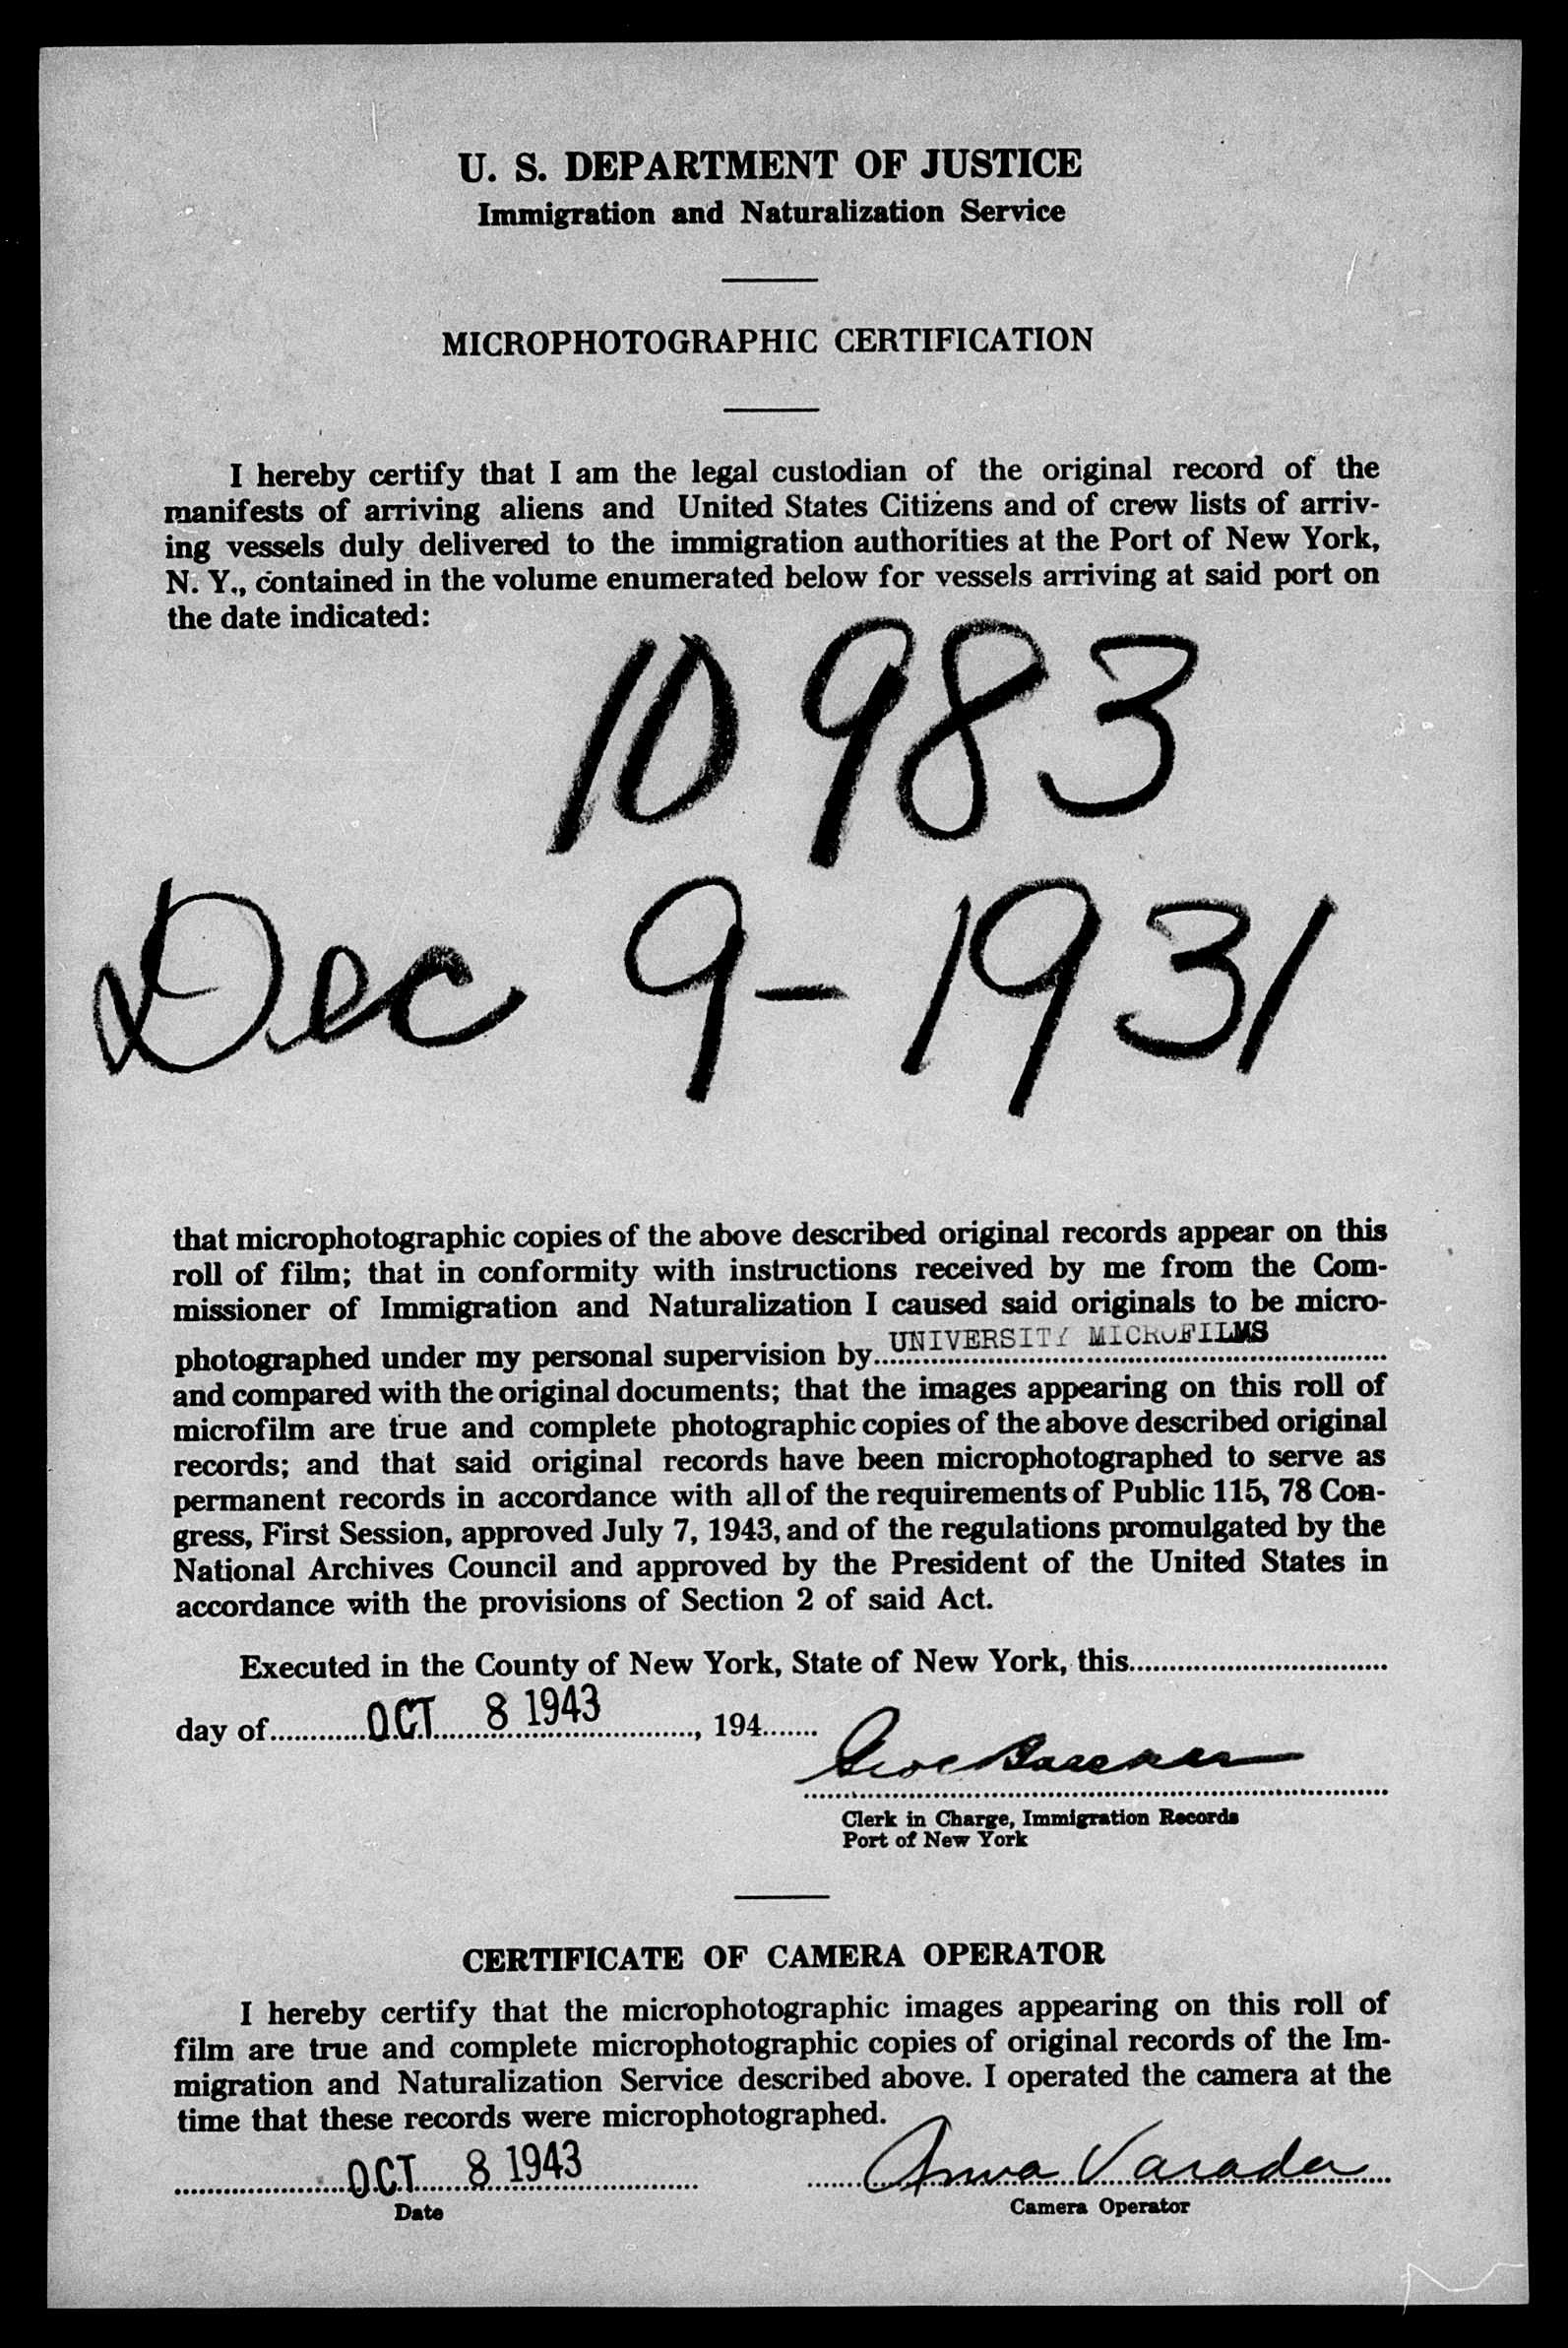 U. S. DEPARTMENT OF JUSTICE
Immigration and Naturalization Service
MICROPHOTOGRAPHIC CERTIFICATION
I hereby certify that I am the legal custodian of the original record of the
manifests of arriving aliens and United States Citizens and of crew lists of arriv-
ing vessels duly delivered to the immigration authorities at the Port of New York,
N. Y., contained in the volume enumerated below for vessels arriving at said port on
the date indicated:
10983
Dec 9-1931
that microphotographic copies of the above described original records appear on this
roll of film; that in conformity with instructions received by me from the Com-
missioner of Immigration and Naturalization I caused said originals to be micro-
photographed under my personal supervision by UNIVERSITY MICROFILMS
and compared with the original documents; that the images appearing on this roll of
microfilm are true and complete photographic copies of the above described original
records; and that said original records have been microphotographed to serve as
permanent records in accordance with all of the requirements of Public 115, 78 Con-
gress, First Session, approved July 7, 1943, and of the regulations promulgated by the
National Archives Council and approved by the President of the United States in
accordance with the provisions of Section 2 of said Act.
Executed in the County of New York, State of New York, this
day of OCT 8 1943, 194
Clerk in Charge, Immigration Records
Port of New York
CERTIFICATE OF CAMERA OPERATOR
I hereby certify that the microphotographic images appearing on this roll of
film are true and complete microphotographic copies of original records of the Im-
migration and Naturalization Service described above. I operated the camera at the
time that these records were microphotographed.
OCT 8 1943 Anna
Date
Camera Operator